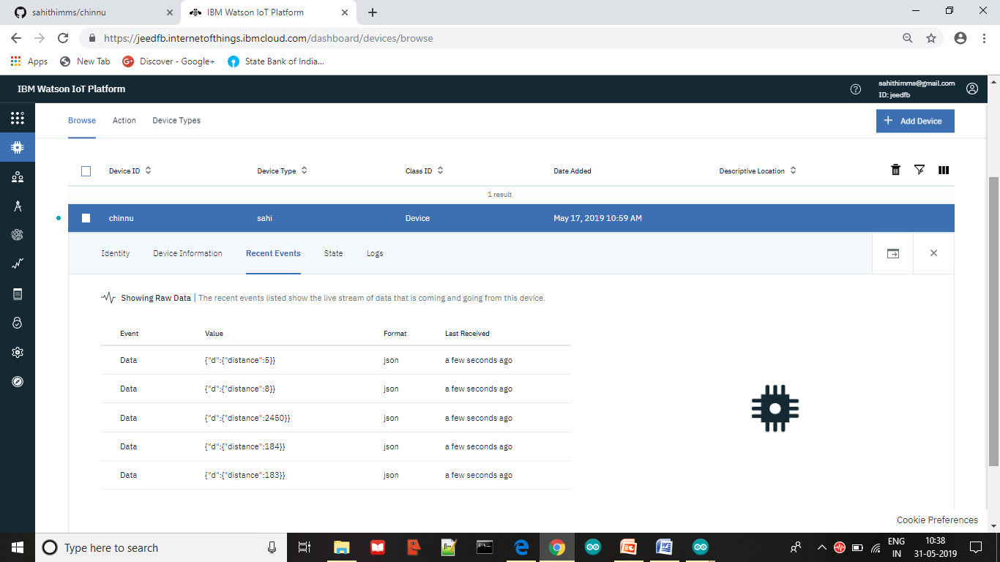 sahithimms/chinnu
IBM Watson IoT Platform
https://jeedfb.internetofthings.ibmcloud.com/dashboard/devices/browse
Apps New Tab G+ Discover - Google+ State Bank of India...
IBM Watson IoT Platform
sahithimms@gmail.com
ID: jeedfb
Browse Action Device Types
Add Device
Device ID Device Type Class ID Date Added Descriptive Location
1 result
chinnu sahi Device May 17, 2019 10:59 AM
Identity Device Information Recent Events State Logs
Showing Raw Data | The recent events listed show the live stream of data that is coming and going from this device.
Event Value Format Last Received
Data {"d":{"distance":5}} json a few seconds ago
Data {"d":{"distance":8}} json a few seconds ago
Data {"d":{"distance":2450}} json a few seconds ago
Data {"d":{"distance":184}} json a few seconds ago
Data {"d":{"distance":183}} json a few seconds ago
Cookie Preferences
Type here to search
ENG
IN
10:38
31-05-2019